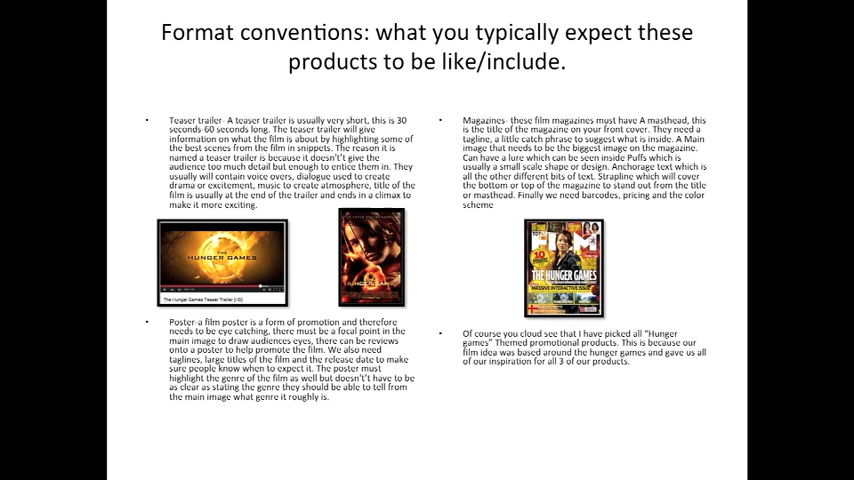 Format conventions: what you typically expect these
products to be like/include.
• Teaser trailer- A teaser trailer is usually very short, this is 30
seconds-60 seconds long. The teaser trailer will give
information on what the film is about by highlighting some of
the best scenes from the film in snippets. The reason it is
named a teaser trailer is because it doesn't't give the
audience too much detail but enough to entice them in. They
usually will contain voice overs, dialogue used to create
drama or excitement, music to create atmosphere, title of the
film is usually at the end of the trailer and ends in a climax to
make it more exciting.
THE
HUNGER GAMES
The Hunger Games Teaser Trailer (HD)
THE HUNGER GAMES
• Poster-a film poster is a form of promotion and therefore
needs to be eye catching, there must be a focal point in the
main image to draw audiences eyes, there can be reviews
onto a poster to help promote the film. We also need
taglines, large titles of the film and the release date to make
sure people know when to expect it. The poster must
highlight the genre of the film as well but doesn't't have to be
as clear as stating the genre they should be able to tell from
the main image what genre it roughly is.
• Magazines- these film magazines must have A masthead, this
is the title of the magazine on your front cover. They need a
tagline, a little catch phrase to suggest what is inside. A Main
image that needs to be the biggest image on the magazine.
Can have a lure which can be seen inside Puffs which is
usually a small scale shape or design. Anchorage text which is
all the other different bits of text. Strapline which will cover
the bottom or top of the magazine to stand out from the title
or masthead. Finally we need barcodes, pricing and the color
scheme
FILM
10
THE HUNGER GAMES
MASSIVE INTERACTIVE ISSUE
• Of course you cloud see that I have picked all "Hunger
games" Themed promotional products. This is because our
film idea was based around the hunger games and gave us all
of our inspiration for all 3 of our products.